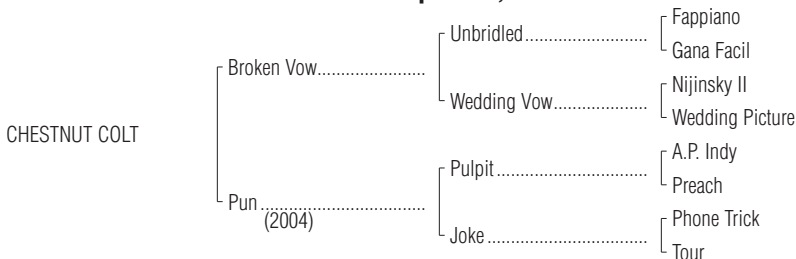 Fappiano
Unbridled
Gana Facil
Broken Vow
Nijinsky II
Wedding Vow
Wedding Picture
CHESTNUT COLT
A.P. Indy
Pulpit
Preach
Pun
(2004)
Phone Trick
Joke
Tour